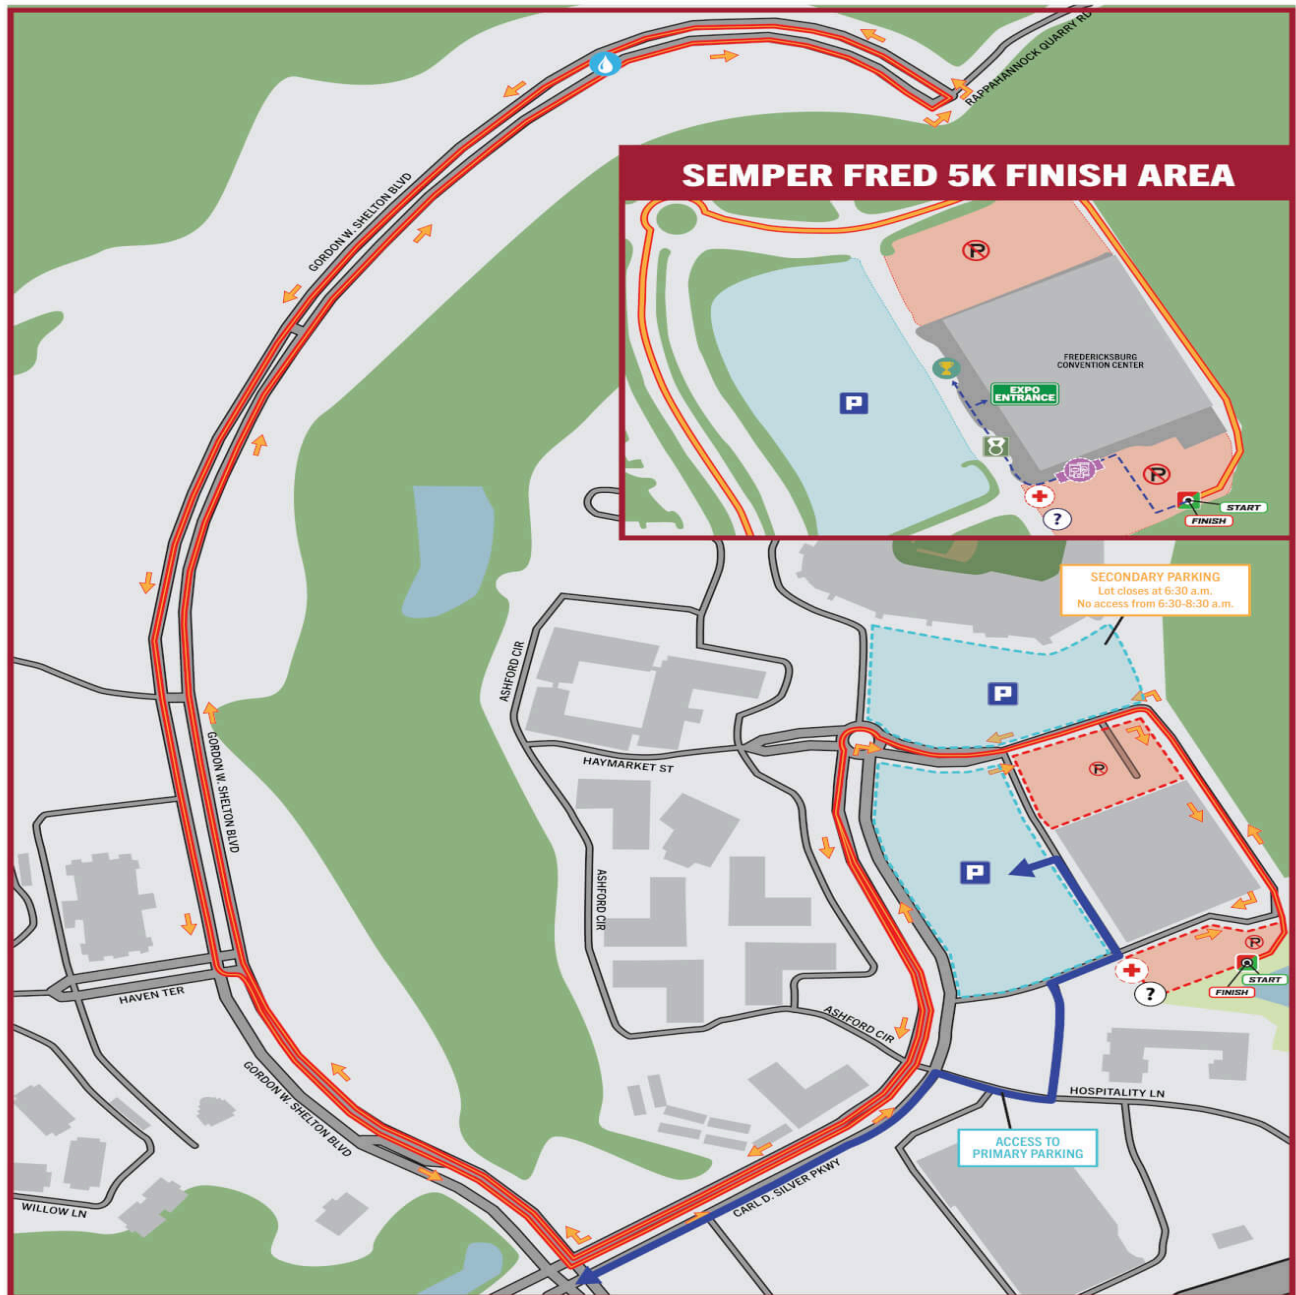 RAPPAHANNOCK QUARRY RD
GORDON W. SHELTON BLVD
SEMPER FRED 5K FINISH AREA
P
FREDERICKSBURG
CONVENTION CENTER
EXPO
ENTRANCE
P
P
?
START
FINISH
SECONDARY PARKING
Lot closes at 6:30 a.m.
No access from 6:30-8:30 a.m.
ASHFORD CIR
P
GORDON W. SHELTON BLVD
HAYMARKET ST
P
P
ASHFORD CIR
P
HAVEN TER
?
START
FINISH
ASHFORD CIR
GORDON W. SHELTON BLVD
HOSPITALITY LN
ACCESS TO
PRIMARY PARKING
CARL D. SILVER PKWY
WILLOW LN